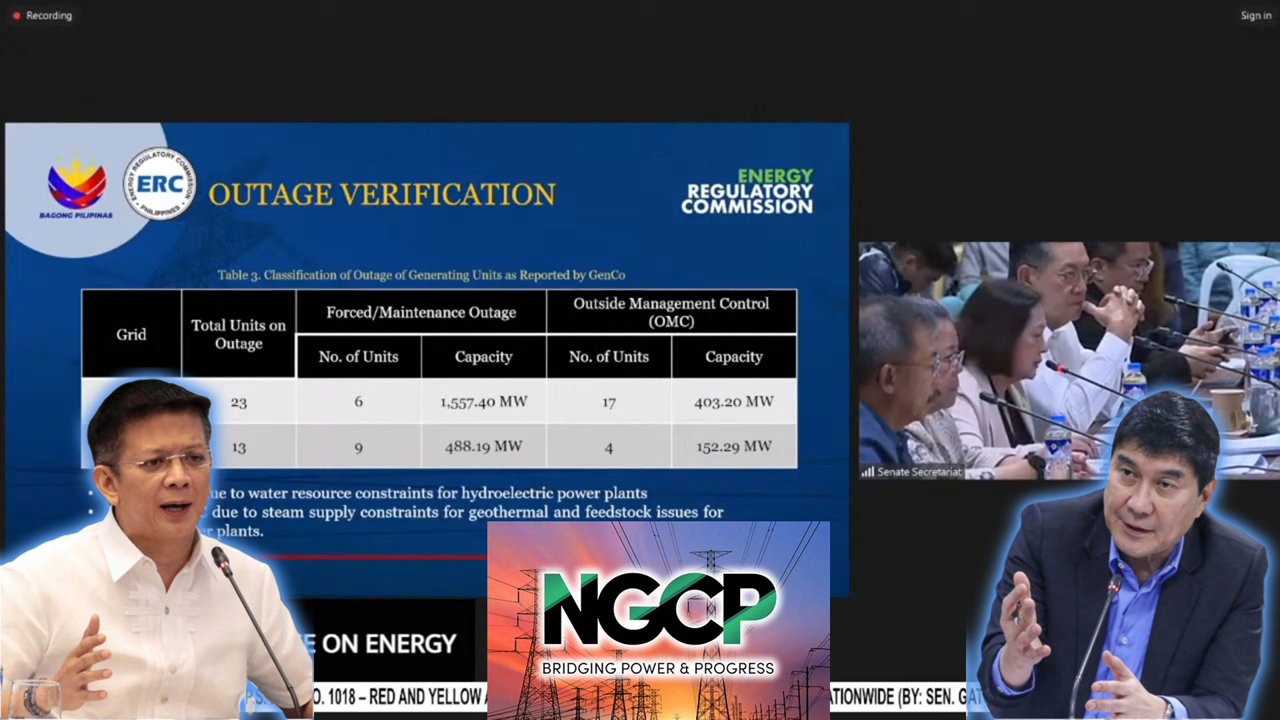 Recording
Sign in
BAGONG PILIPINAS
ENERGY REGULATORY COMMISSION
ERC
PHILIPPINES
OUTAGE VERIFICATION
ENERGY
REGULATORY
COMMISSION
Table 3. Classification of Outage of Generating Units as Reported by GenCo
Grid
Total Units on
Outage
Forced/Maintenance Outage
Outside Management Control
(OMC)
No. of Units
Capacity
No. of Units
Capacity
23
6
1,557.40 MW
17
403.20 MW
13
9
488.19 MW
4
152.29 MW
to water resource constraints for hydroelectric power plants
due to steam supply constraints for geothermal and feedstock issues for
plants.
Senate Secretariat
NGCP
BRIDGING POWER & PROGRESS
ON ENERGY
1018 – RED AND YELLOW
(BY: SEN.